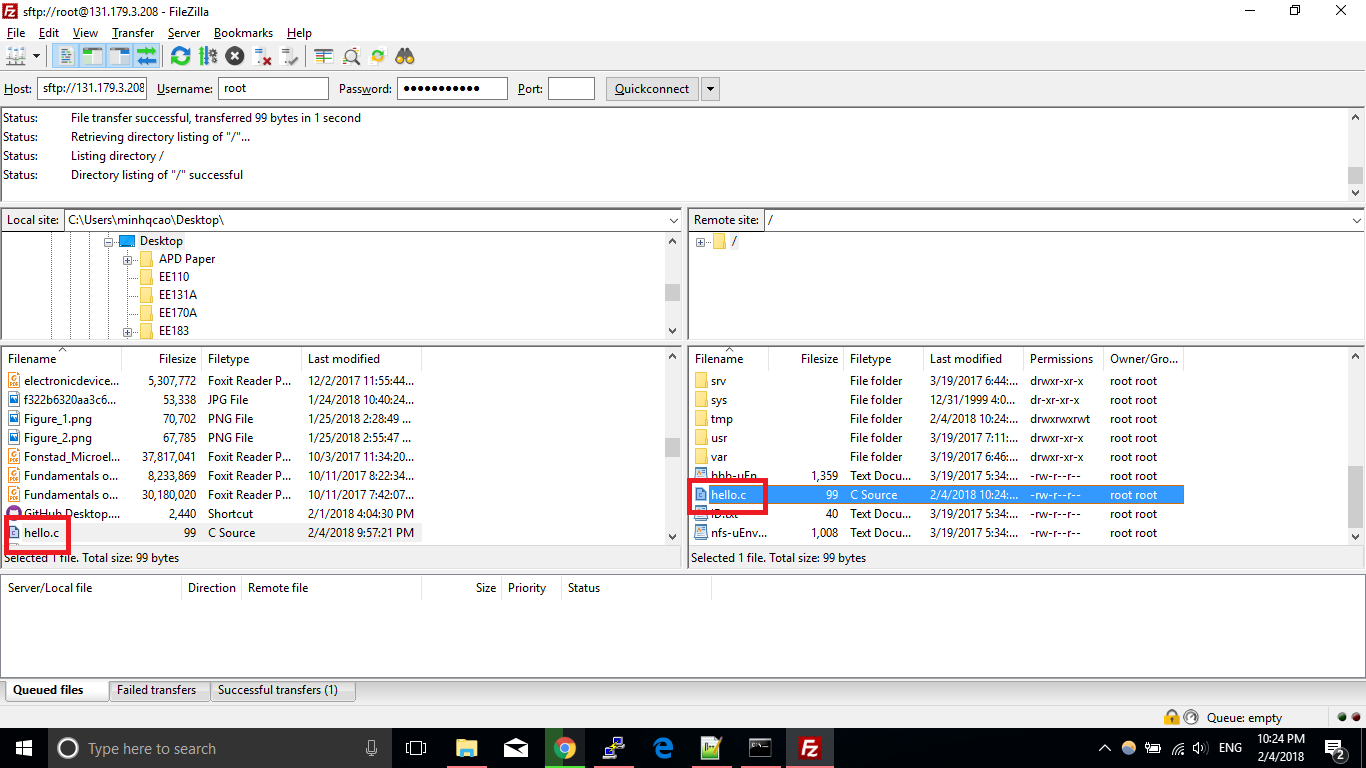 sftp://root@131.179.3.208 - FileZilla
File Edit View Transfer Server Bookmarks Help
Host: sftp://131.179.3.208 Username: root Password: ●●●●●●●●●●● Port: Quickconnect
Status: File transfer successful, transferred 99 bytes in 1 second
Status: Retrieving directory listing of "/"...
Status: Listing directory /
Status: Directory listing of "/" successful
Local site: C:\Users\minhqcao\Desktop\
Desktop
APD Paper
EE110
EE131A
EE170A
EE183
Filename Filesize Filetype Last modified
electronicdevice... 5,307,772 Foxit Reader P... 12/2/2017 11:55:44...
f322b6320aa3c6... 53,338 JPG File 1/24/2018 10:40:24...
Figure_1.png 70,702 PNG File 1/25/2018 2:28:49 ...
Figure_2.png 67,785 PNG File 1/25/2018 2:55:47 ...
Fonstad_Microel... 37,817,041 Foxit Reader P... 10/3/2017 11:34:20...
Fundamentals o... 8,233,869 Foxit Reader P... 10/11/2017 8:22:34...
Fundamentals o... 30,180,020 Foxit Reader P... 10/11/2017 7:42:07...
GitHub Desktop.... 2,440 Shortcut 2/1/2018 4:04:30 PM
hello.c 99 C Source 2/4/2018 9:57:21 PM
Selected 1 file. Total size: 99 bytes
Remote site: /
/
Filename Filesize Filetype Last modified Permissions Owner/Gro...
srv File folder 3/19/2017 6:44:... drwxr-xr-x root root
sys File folder 12/31/1999 4:0... dr-xr-xr-x root root
tmp File folder 2/4/2018 10:24:... drwxrwxrwt root root
usr File folder 3/19/2017 7:11:... drwxr-xr-x root root
var File folder 3/19/2017 6:46:... drwxr-xr-x root root
bbb-uEn... 1,359 Text Docu... 3/19/2017 5:34:... -rw-r--r-- root root
hello.c 99 C Source 2/4/2018 10:24:... -rw-r--r-- root root
ID.txt 40 Text Docu... 3/19/2017 5:34:... -rw-r--r-- root root
nfs-uEnv... 1,008 Text Docu... 3/19/2017 5:34:... -rw-r--r-- root root
Selected 1 file. Total size: 99 bytes
Server/Local file Direction Remote file Size Priority Status
Queued files Failed transfers Successful transfers (1)
Queue: empty
Type here to search
ENG
10:24 PM
2/4/2018
2